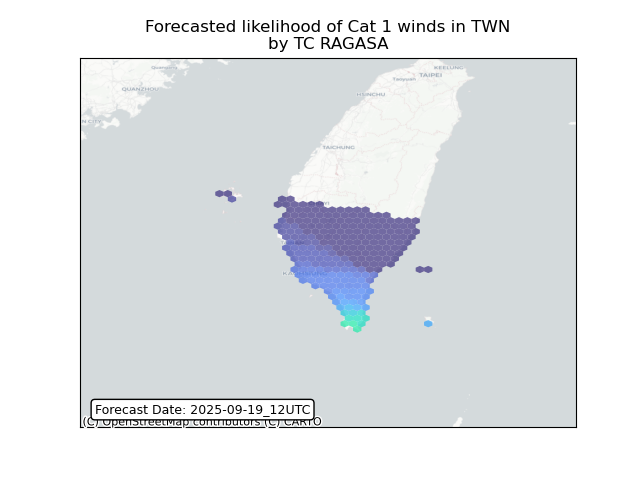 Forecasted likelihood of Cat 1 winds in TWN
by TC RAGASA
KEELUNG
TAIPEI
QUANZHOU
HSINCHU
TAICHUNG
Forecast Date: 2025-09-19_12UTC
(C) OpenStreetMap contributors (C) CARTO